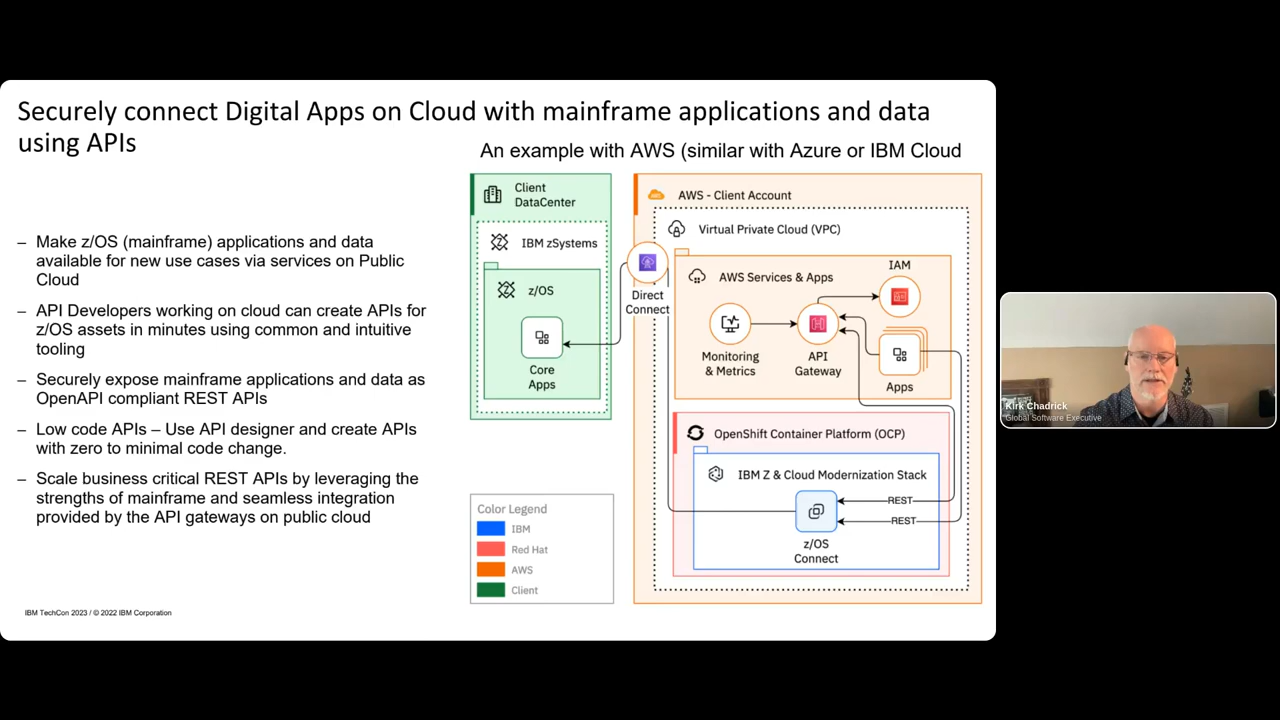 Securely connect Digital Apps on Cloud with mainframe applications and data
using APIs
An example with AWS (similar with Azure or IBM Cloud
– Make z/OS (mainframe) applications and data
available for new use cases via services on Public
Cloud
– API Developers working on cloud can create APIs for
z/OS assets in minutes using common and intuitive
tooling
– Securely expose mainframe applications and data as
OpenAPI compliant REST APIs
– Low code APIs – Use API designer and create APIs
with zero to minimal code change.
– Scale business critical REST APIs by leveraging the
strengths of mainframe and seamless integration
provided by the API gateways on public cloud
Client
DataCenter
IBM zSystems
z/OS
Core
Apps
Direct
Connect
AWS - Client Account
Virtual Private Cloud (VPC)
AWS Services & Apps
IAM
Monitoring
& Metrics
API
Gateway
Apps
OpenShift Container Platform (OCP)
IBM Z & Cloud Modernization Stack
REST
REST
z/OS
Connect
Color Legend
IBM
Red Hat
AWS
Client
IBM TechCon 2023 / © 2022 IBM Corporation
Kirk Chadrick
Global Software Executive